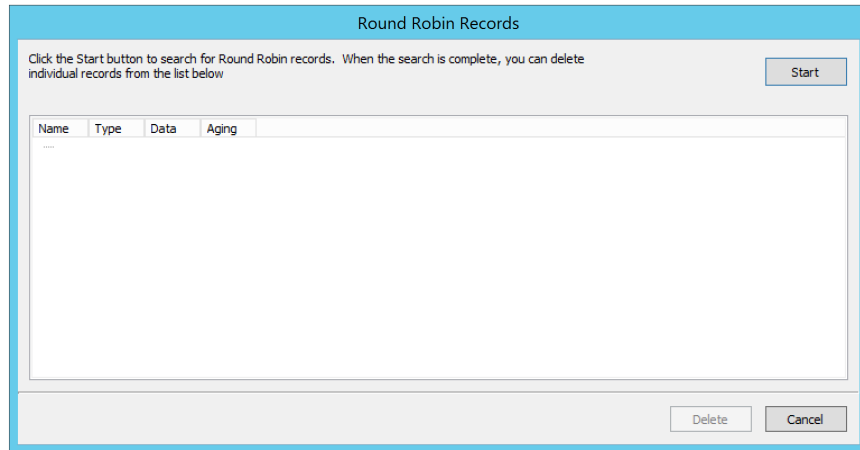 Round Robin Records
Click the Start button to search for Round Robin records.  When the search is complete, you can delete
individual records from the list below
Start
Name Type Data Aging
.....
Delete Cancel